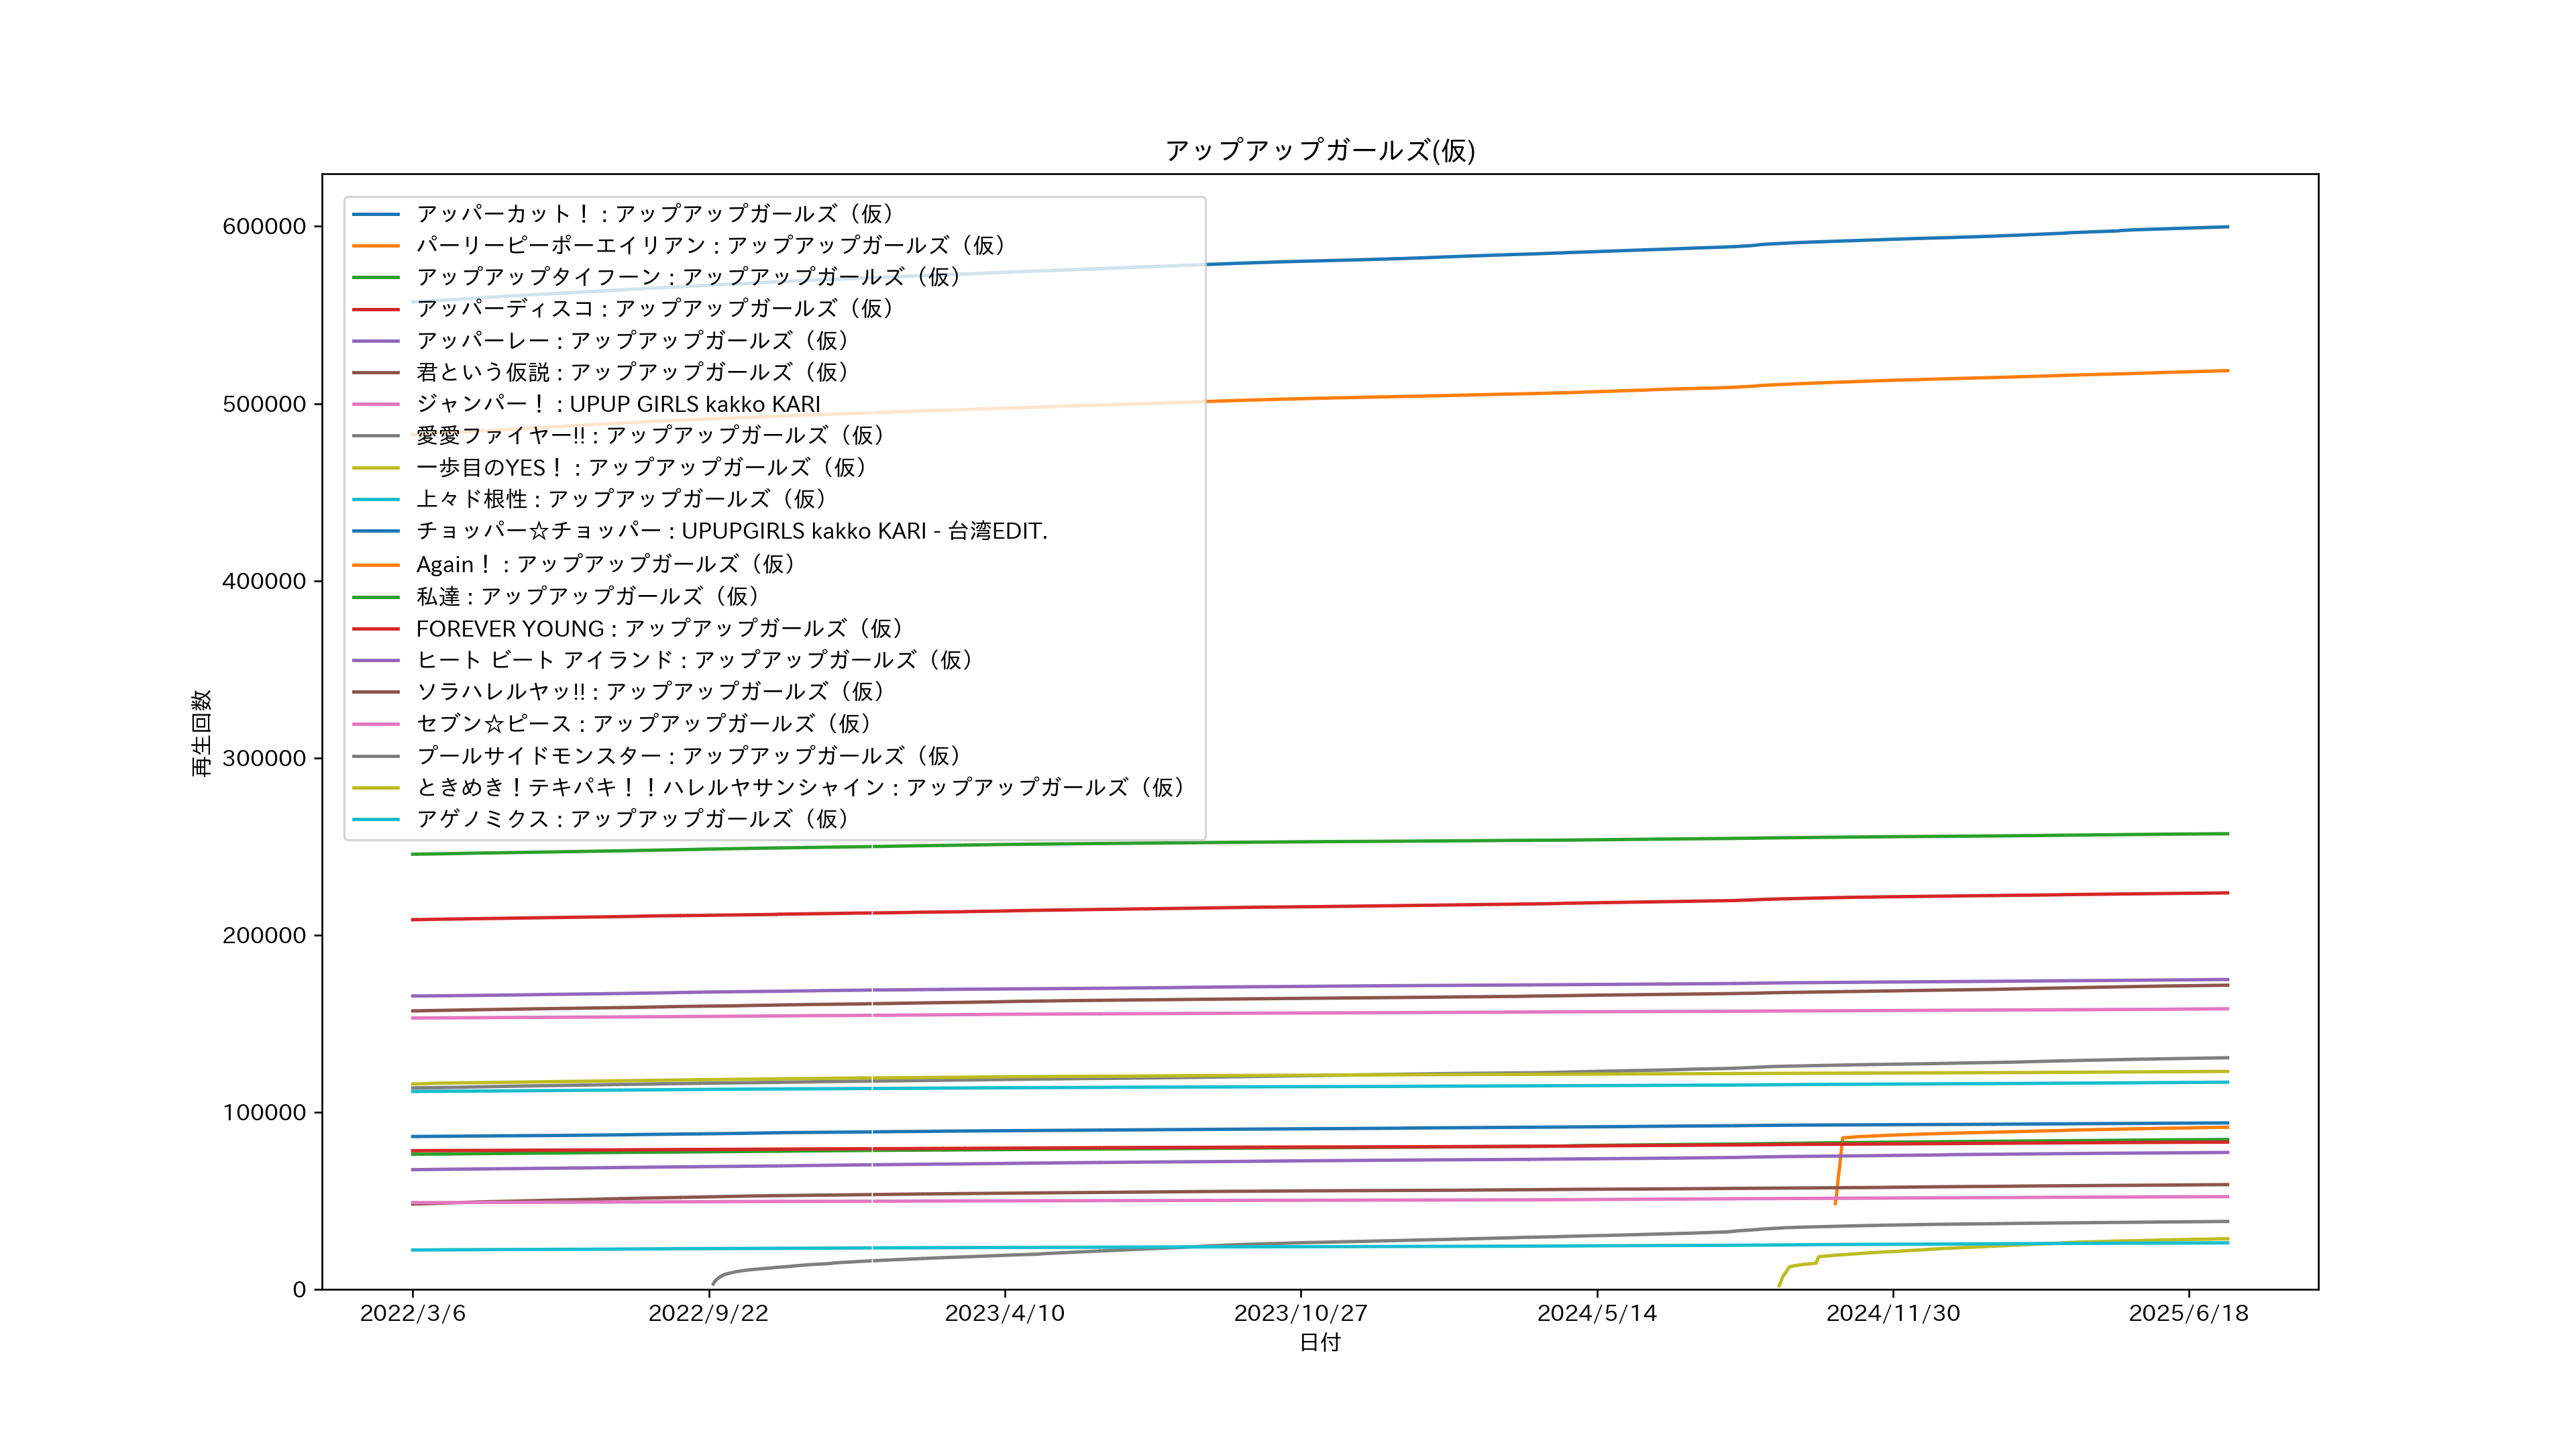 アップアップガールズ(仮)
アッパーカット！ : アップアップガールズ（仮）
パーリーピーポーエイリアン : アップアップガールズ（仮）
アップアップタイフーン : アップアップガールズ（仮）
アッパーディスコ : アップアップガールズ（仮）
アッパーレー : アップアップガールズ（仮）
君という仮説 : アップアップガールズ（仮）
ジャンパー！ : UPUP GIRLS kakko KARI
愛愛ファイヤー!! : アップアップガールズ（仮）
一歩目のYES！ : アップアップガールズ（仮）
上々ド根性 : アップアップガールズ（仮）
チョッパー☆チョッパー : UPUPGIRLS kakko KARI - 台湾EDIT.
Again！ : アップアップガールズ（仮）
私達 : アップアップガールズ（仮）
FOREVER YOUNG : アップアップガールズ（仮）
ヒート ビート アイランド : アップアップガールズ（仮）
ソラハレルヤッ!! : アップアップガールズ（仮）
セブン☆ピース : アップアップガールズ（仮）
プールサイドモンスター : アップアップガールズ（仮）
ときめき！テキパキ！！ハレルヤサンシャイン : アップアップガールズ（仮）
アゲノミクス : アップアップガールズ（仮）
600000
500000
400000
300000
200000
100000
0
再生回数
2022/3/6 2022/9/22 2023/4/10 2023/10/27 2024/5/14 2024/11/30 2025/6/18
日付